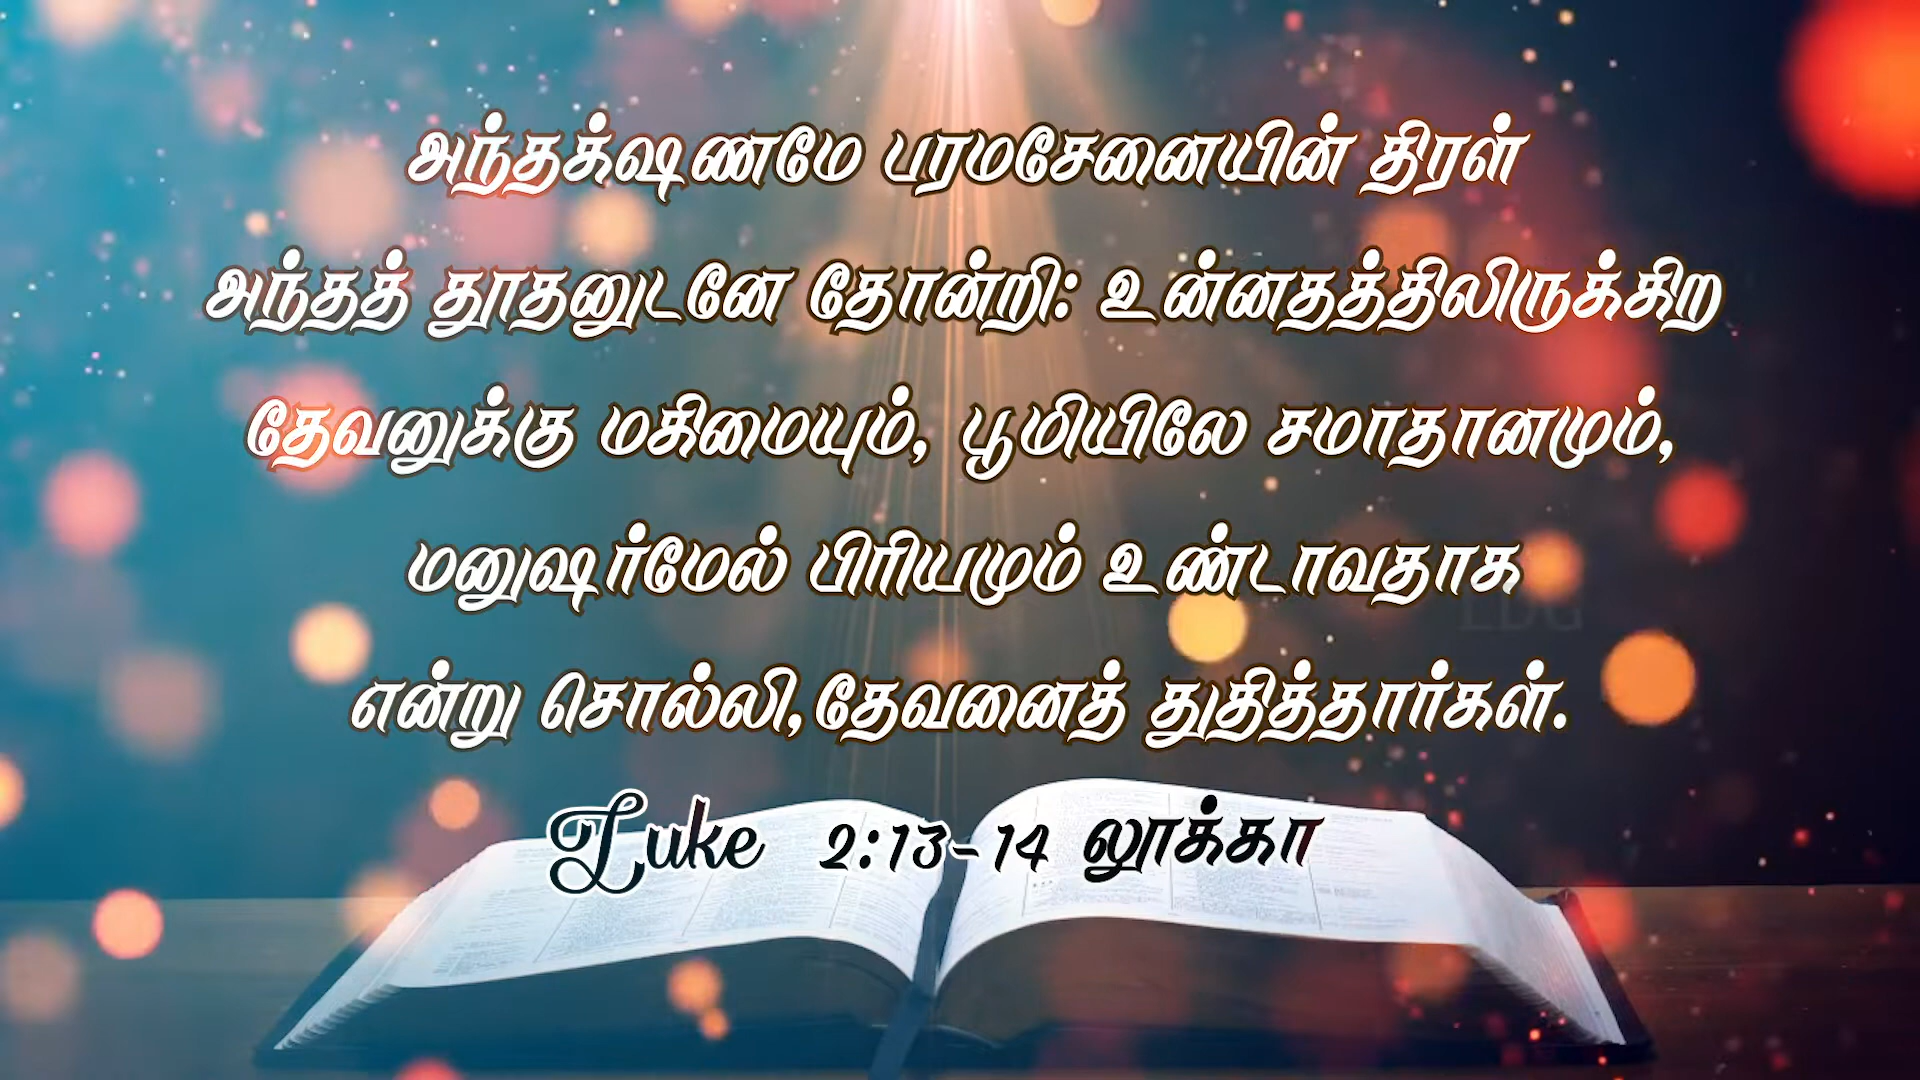 அந்தக்ஷணமே பரமசேனையின் திரள்
அந்தத் தூதனுடனே தோன்றி: உன்னதத்திலிருக்கிற
தேவனுக்கு மகிமையும், பூமியிலே சமாதானமும்,
மனுஷர்மேல் பிரியமும் உண்டாவதாக
என்று சொல்லி,தேவனைத் துதித்தார்கள்.
Luke 2:13-14 லூக்கா